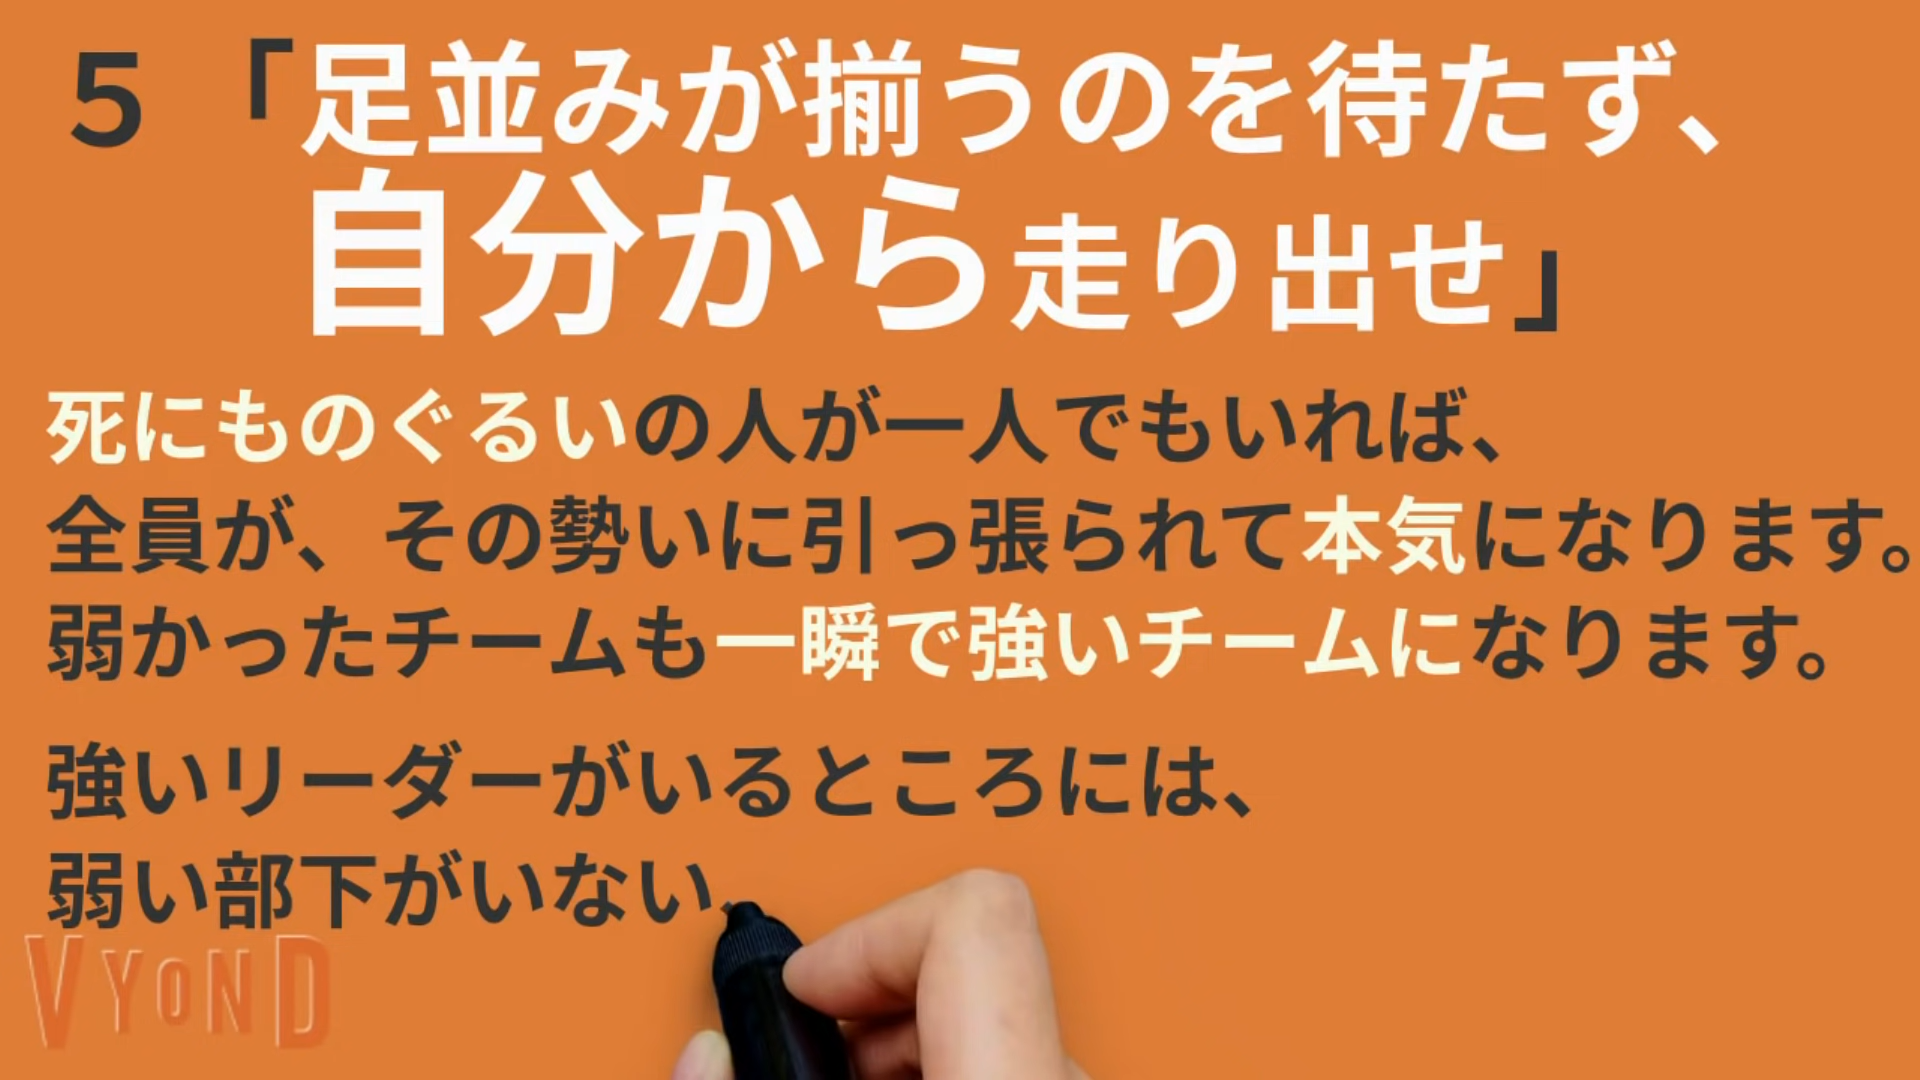 5 「足並みが揃うのを待たず、
自分から走り出せ」
死にものぐるいの人が一人でもいれば、
全員が、その勢いに引っ張られて本気になります。
弱かったチームも一瞬で強いチームになります。
強いリーダーがいるところには、
弱い部下がいない
VYOND